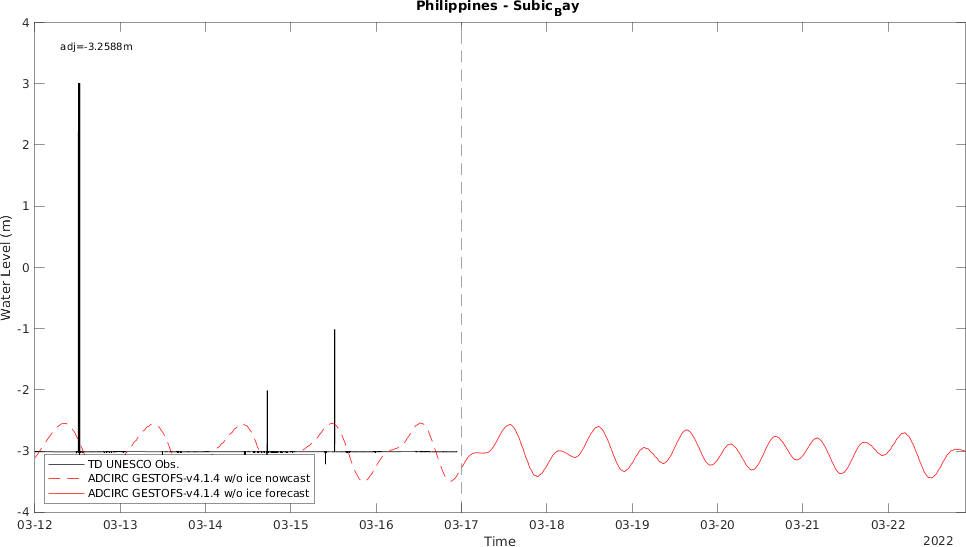 Philippines - Subic_Bay
adj=-3.2588m
4
3
2
1
0
-1
-2
-3
-4
Water Level (m)
TD UNESCO Obs.
ADCIRC GESTOFS-v4.1.4 w/o ice nowcast
ADCIRC GESTOFS-v4.1.4 w/o ice forecast
03-12 03-13 03-14 03-15 03-16 03-17 03-18 03-19 03-20 03-21 03-22
Time
2022